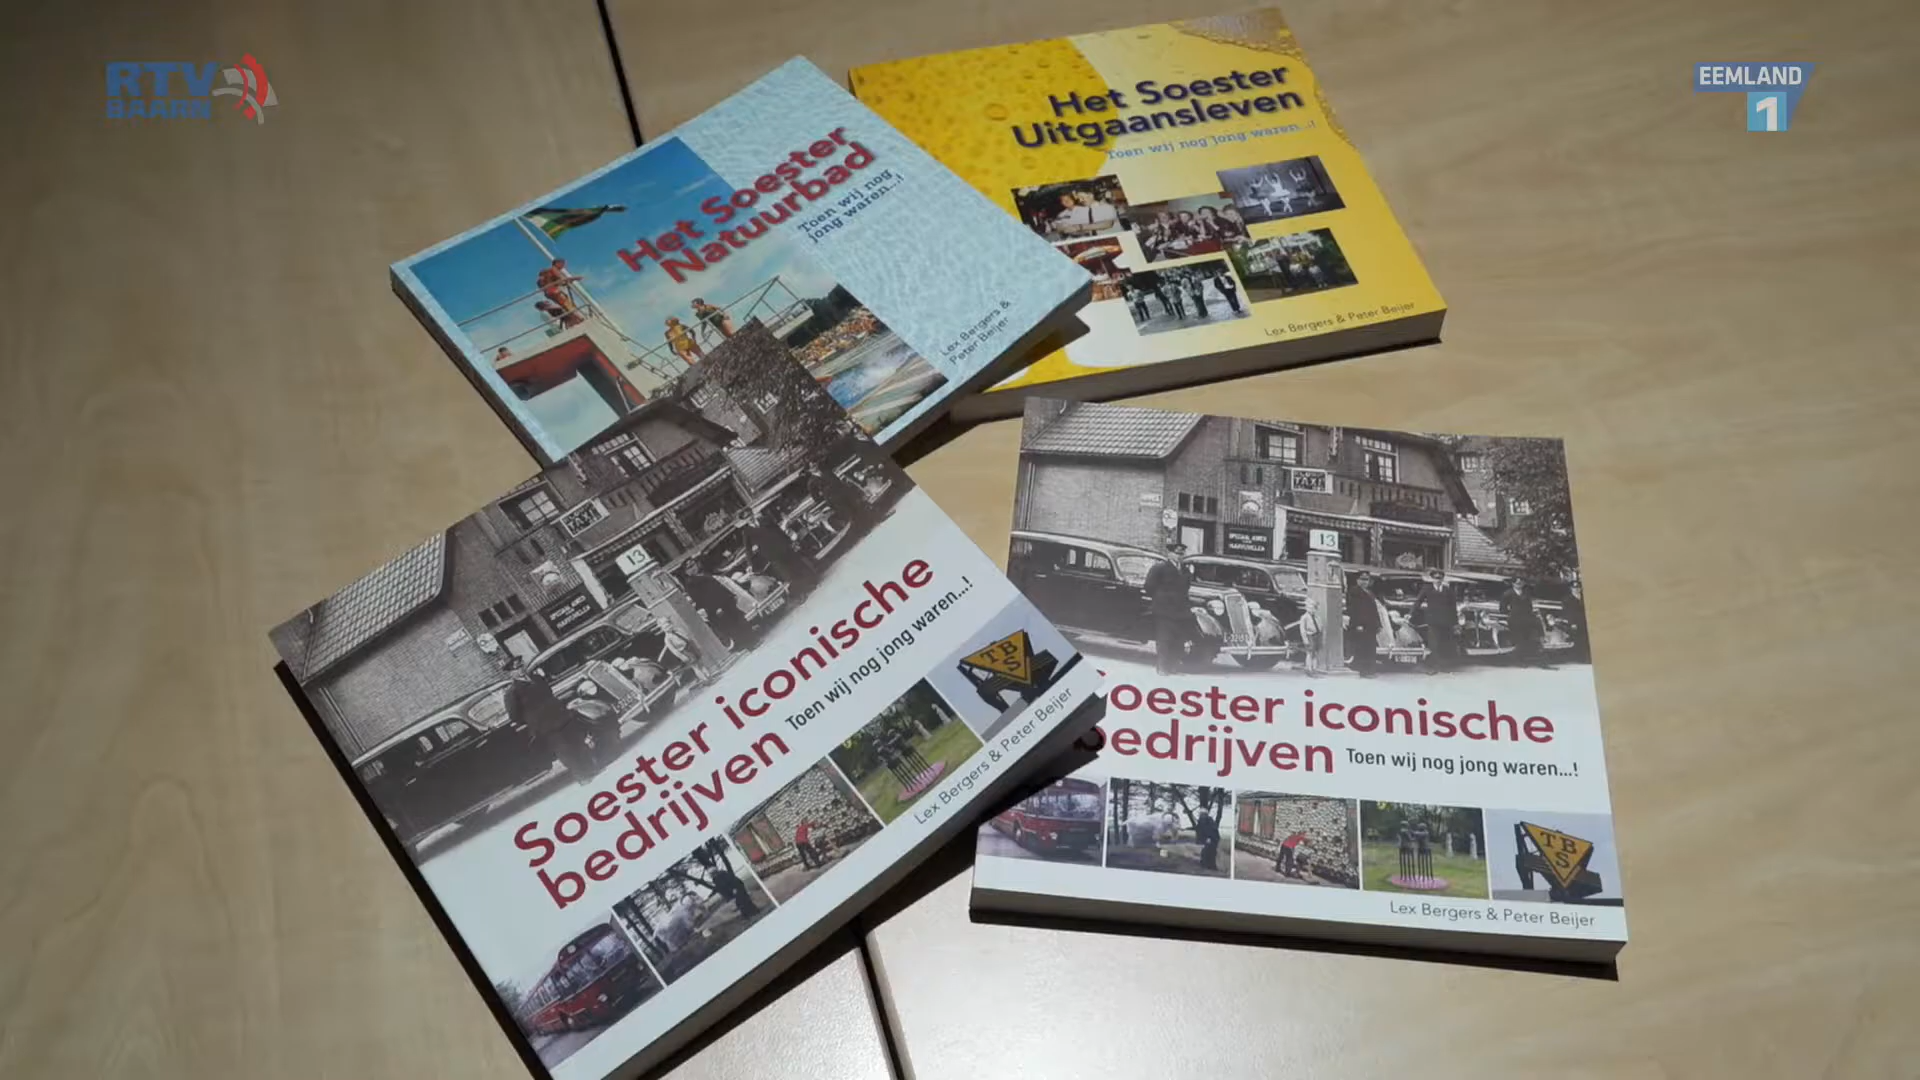 RTV
BAARN
EEMLAND
1
Het Soester
Uitgaansleven
Toen wij nog jong waren...!
Lex Bergers & Peter Beijer
Het Soester
Natuurbad
Toen wij nog
jong waren...!
Lex Bergers &
Peter Beijer
TAXI
13
Soester iconische
bedrijven
Toen wij nog jong waren...!
TBS
Lex Bergers & Peter Beijer
TAXI
13
oester iconische
bedrijven
Toen wij nog jong waren...!
TBS
Lex Bergers & Peter Beijer